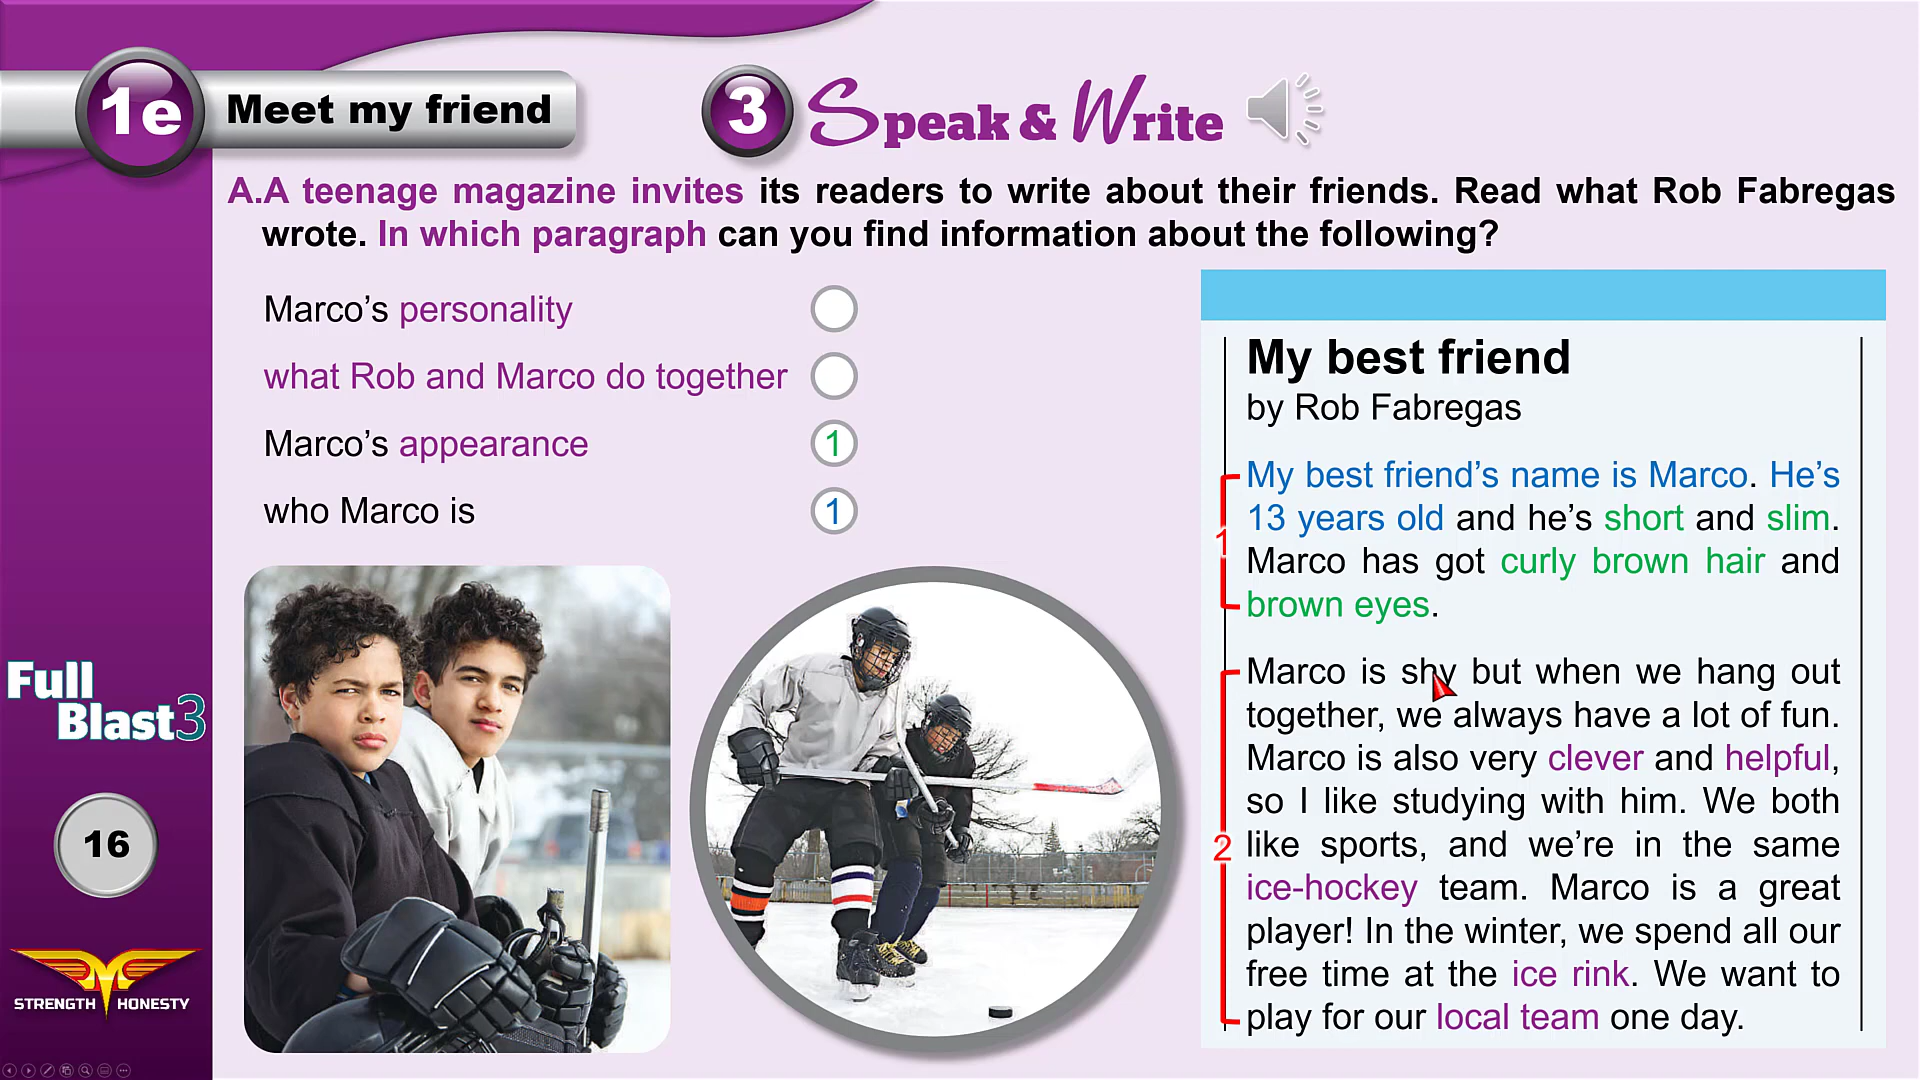 1e Meet my friend
3 Speak & Write
A.A teenage magazine invites its readers to write about their friends. Read what Rob Fabregas
wrote. In which paragraph can you find information about the following?
Marco's personality
what Rob and Marco do together
Marco's appearance 1
who Marco is 1
My best friend
by Rob Fabregas
1
My best friend's name is Marco. He's
13 years old and he's short and slim.
Marco has got curly brown hair and
brown eyes.
2
Marco is shy but when we hang out
together, we always have a lot of fun.
Marco is also very clever and helpful,
so I like studying with him. We both
like sports, and we're in the same
ice-hockey team. Marco is a great
player! In the winter, we spend all our
free time at the ice rink. We want to
play for our local team one day.
Full
Blast3
16
STRENGTH HONESTY